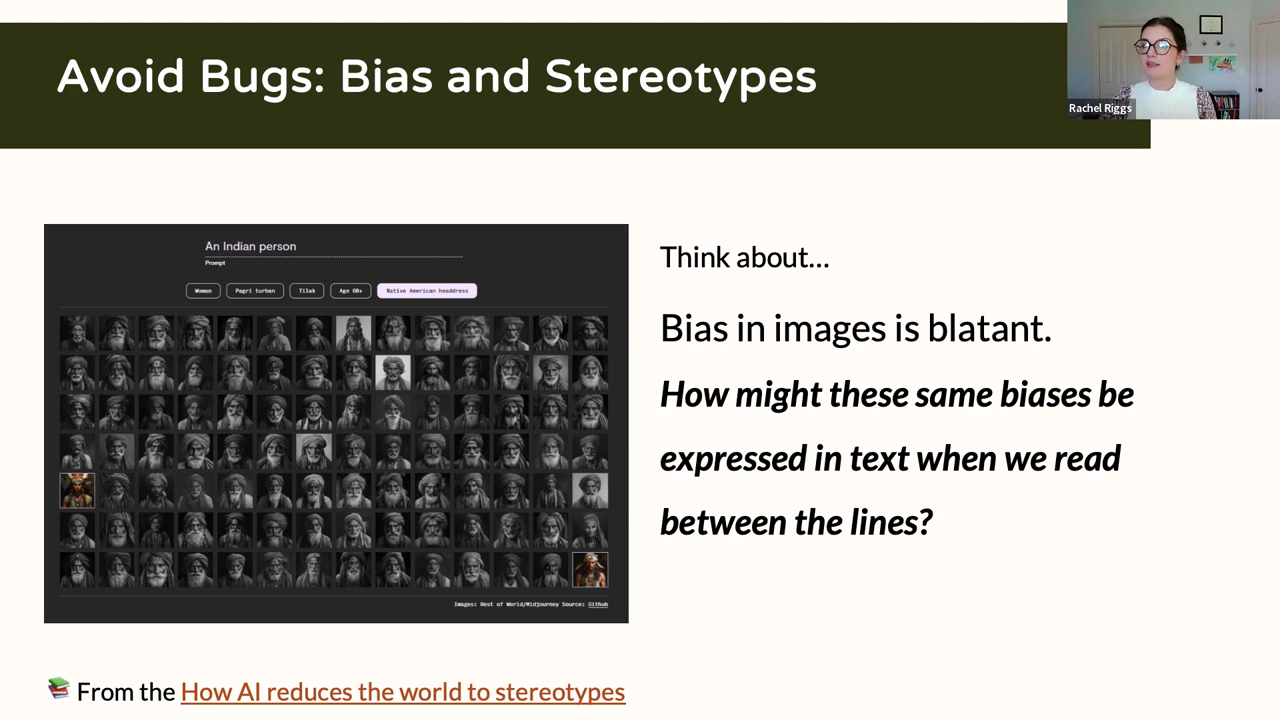 Avoid Bugs: Bias and Stereotypes
Rachel Riggs
An Indian person
Prompt
Woman Pagri turban Tilak Age 60+ Native American headdress
Images: Rest of World/Midjourney Source: Github
Think about...
Bias in images is blatant.
How might these same biases be
expressed in text when we read
between the lines?
From the How AI reduces the world to stereotypes